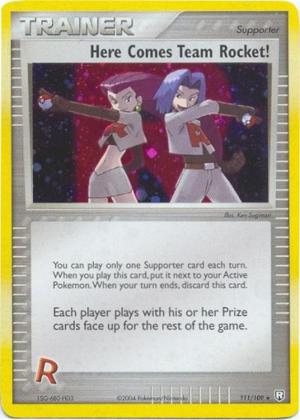 TRAINER
Supporter
Here Comes Team Rocket!
Illus. Ken Sugimori
You can play only one Supporter card each turn.
When you play this card, put it next to your Active
Pokémon. When your turn ends, discard this card.
Each player plays with his or her Prize
cards face up for the rest of the game.
R
©2004 Pokémon/Nintendo
111/109
R